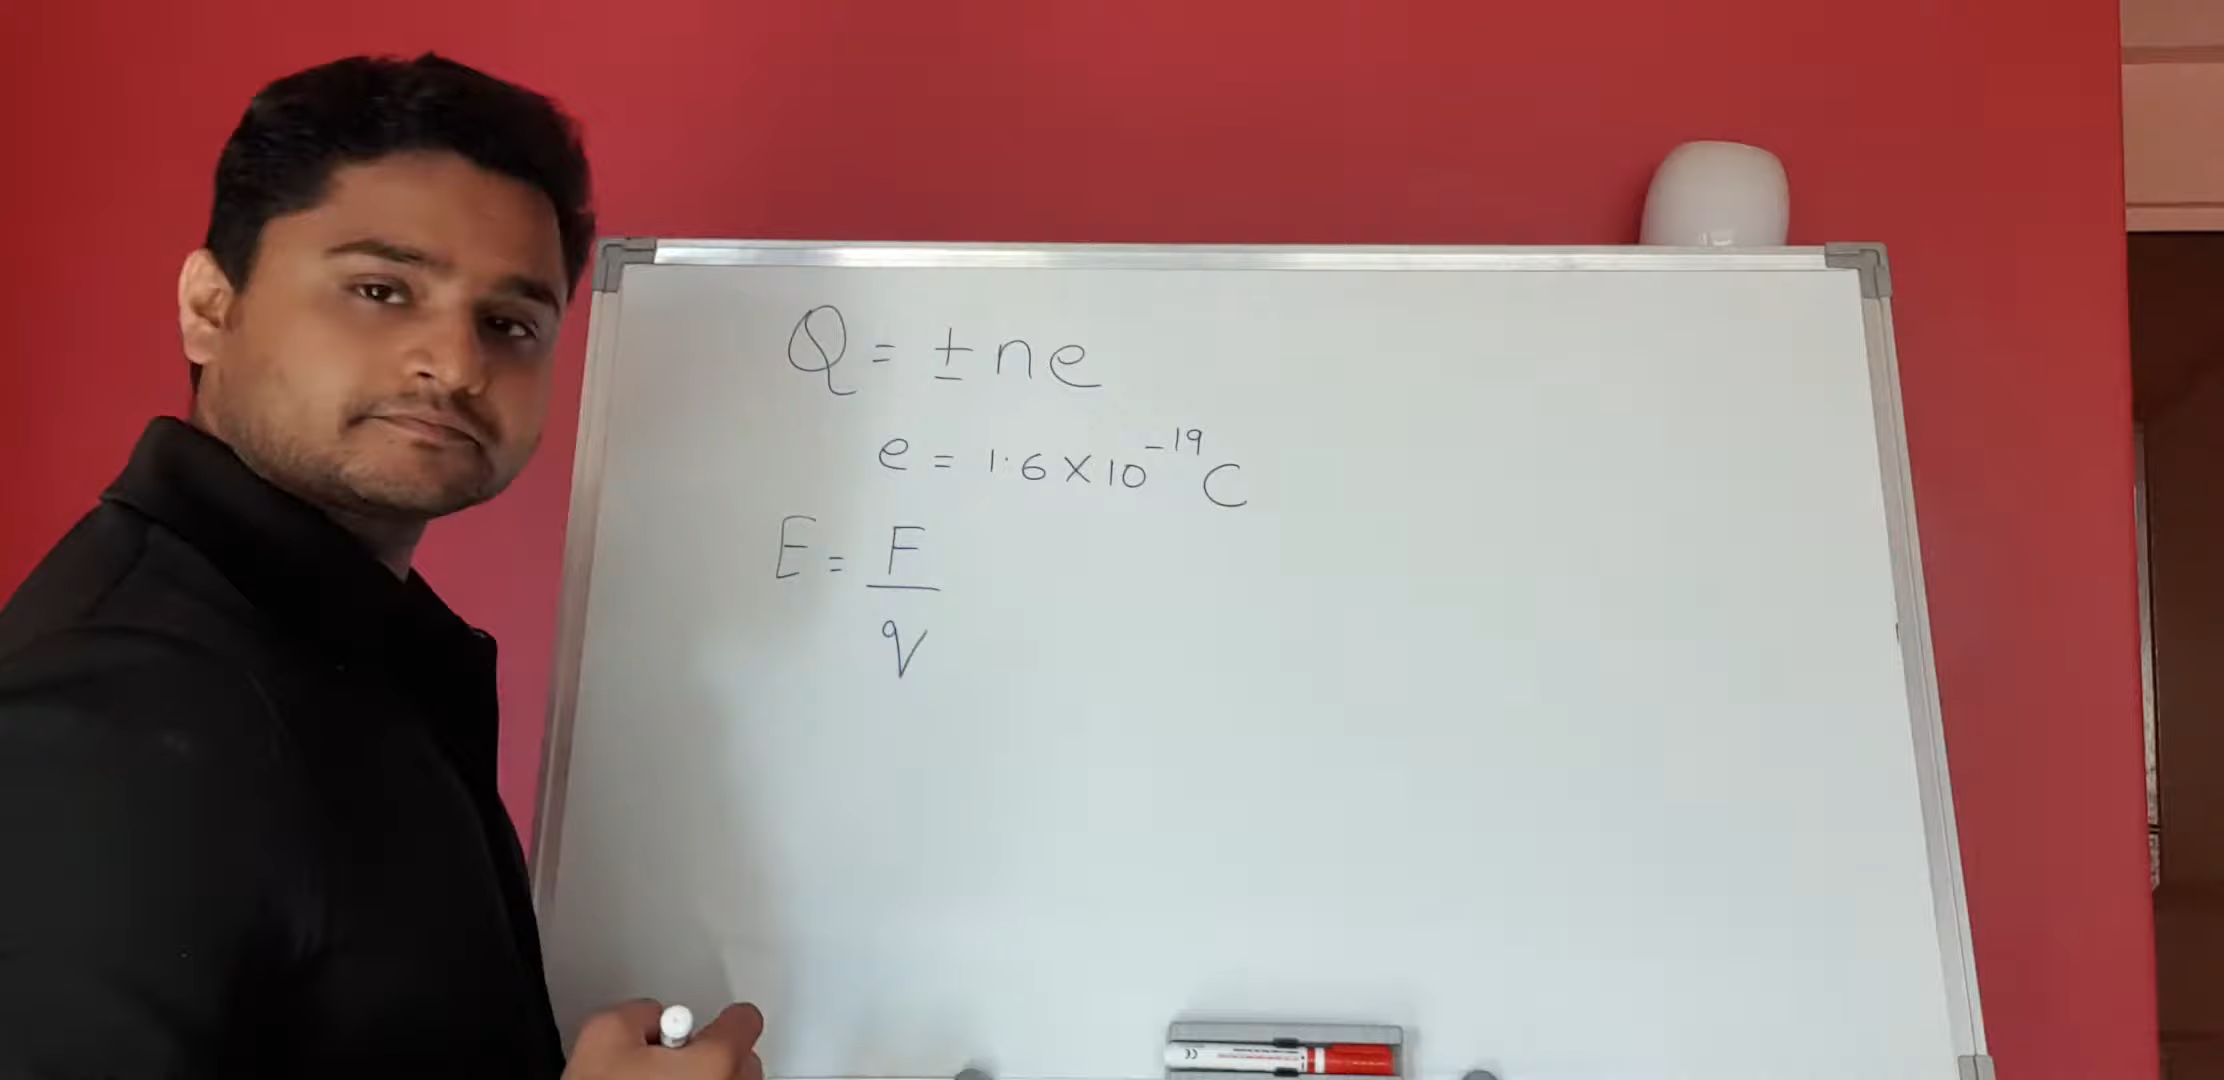 Q = ± ne
e = 1.6 × 10⁻¹⁹ C
E = F / q